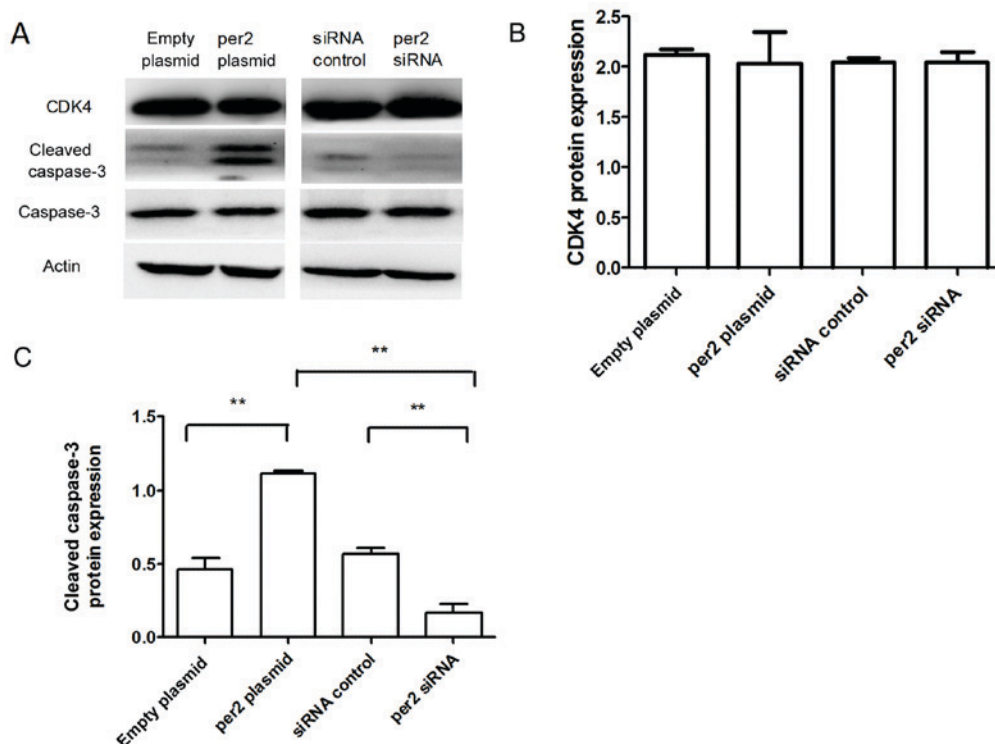 A
Empty plasmid
per2 plasmid
siRNA control
per2 siRNA
CDK4
Cleaved caspase-3
Caspase-3
Actin
B
CDK4 protein expression
2.5
2.0
1.5
1.0
0.5
0.0
Empty plasmid
per2 plasmid
siRNA control
per2 siRNA
C
**
**
**
Cleaved caspase-3
protein expression
1.5
1.0
0.5
0.0
Empty plasmid
per2 plasmid
siRNA control
per2 siRNA